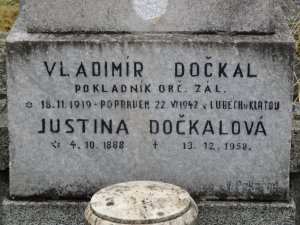 VLADIMÍR DOČKAL
POKLADNÍK OBC. ZÁL.
* 18.11.1919 - POPRAVEN 22.VI.1942 v LUBECH u KLATOV
JUSTINA DOČKALOVÁ
* 4.10.1888 † 13.12.1958.